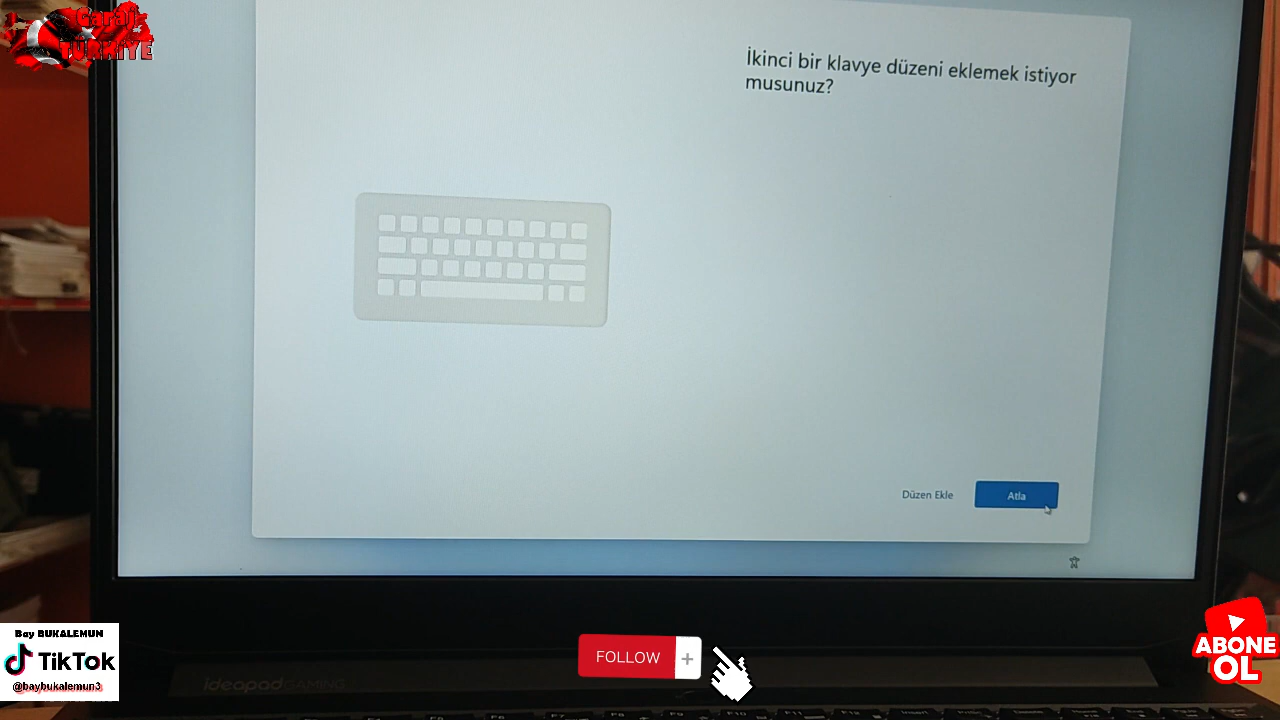 Garaj
TÜRKİYE
İkinci bir klavye düzeni eklemek istiyor
musunuz?
Düzen Ekle
Atla
Bay BUKALEMUN
TikTok
@baybukalemun3
FOLLOW
+
ABONE
OL
ideapad GAMING